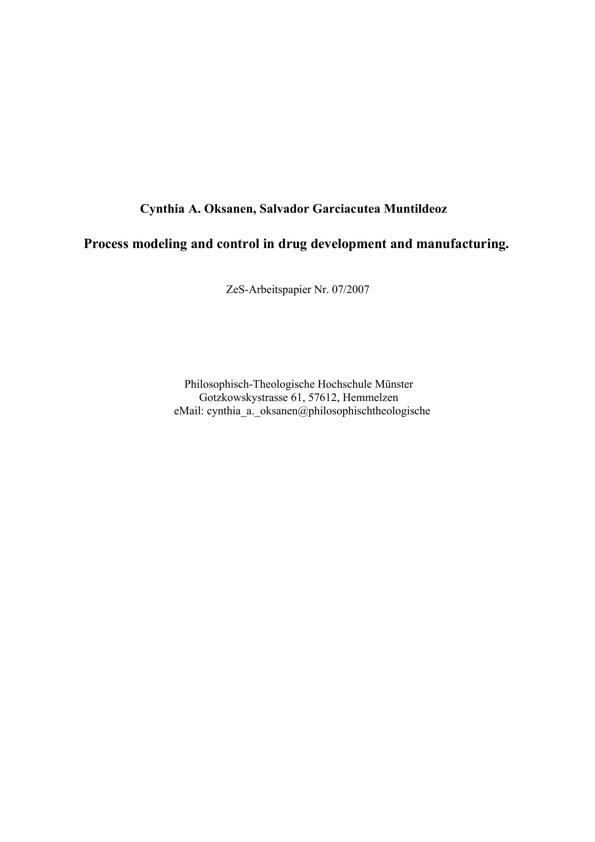 Cynthia A. Oksanen, Salvador Garciacutea Muntildeoz
Process modeling and control in drug development and manufacturing.
ZeS-Arbeitspapier Nr. 07/2007
Philosophisch-Theologische Hochschule Münster
Gotzkowskystrasse 61, 57612, Hemmelzen
eMail: cynthia_a._oksanen@philosophischtheologische